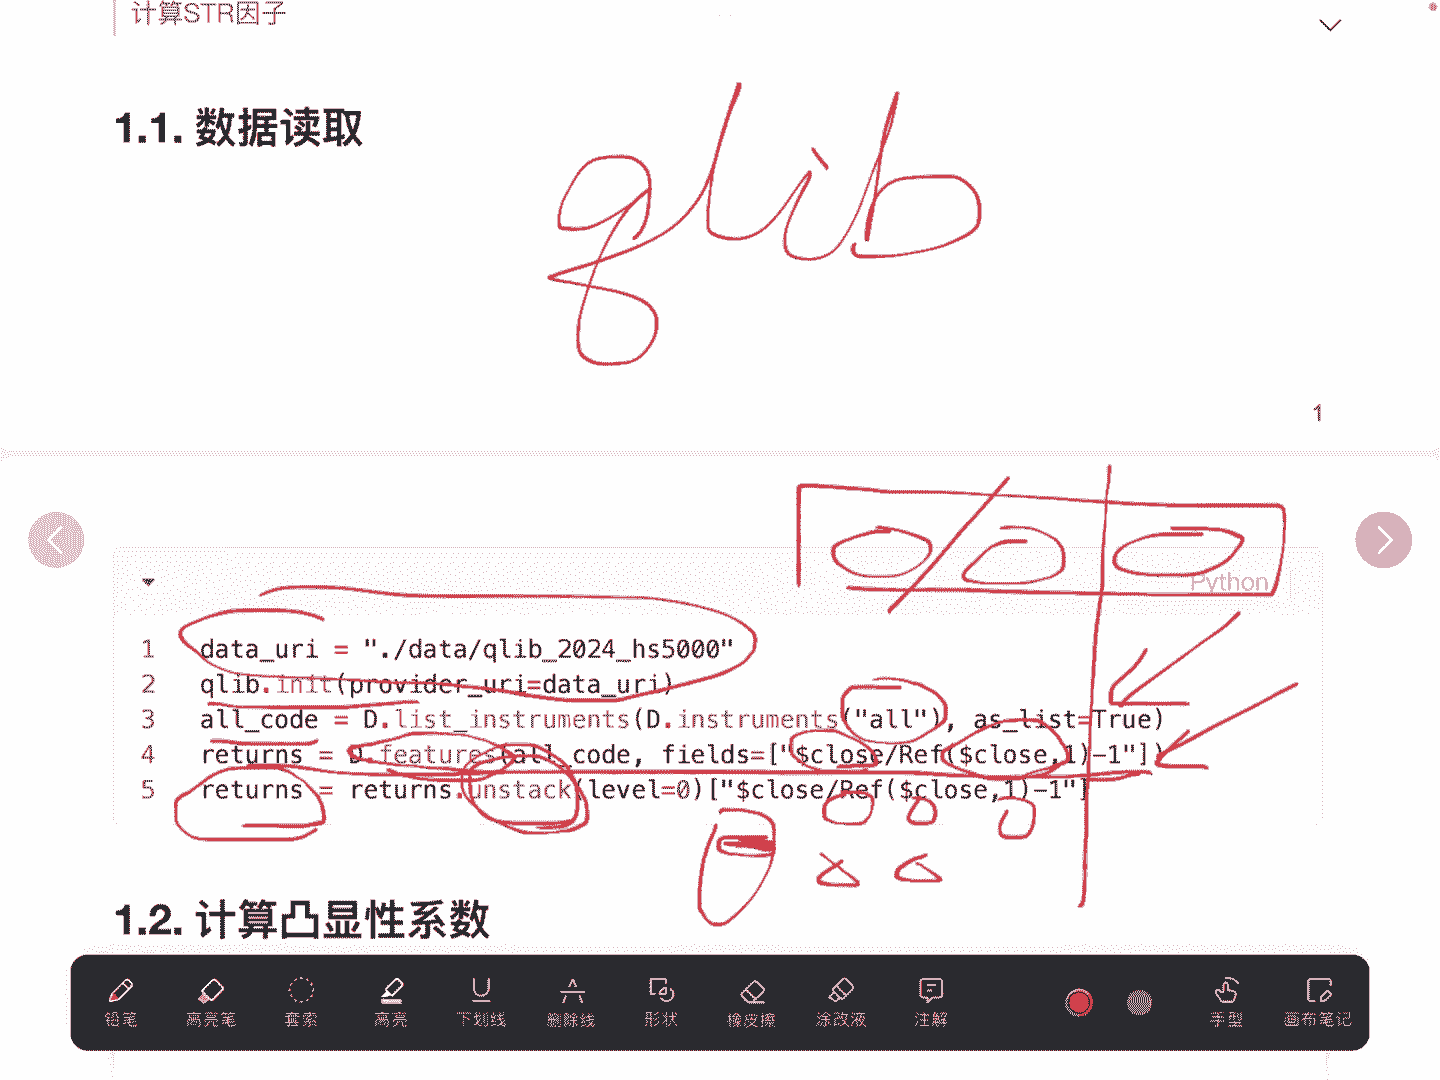 计算STR因子
1.1. 数据读取
qlib
1
Python
1 data_uri = "./data/qlib_2024_hs5000"
2 qlib.init(provider_uri=data_uri)
3 all_code = D.list_instruments(D.instruments("all"), as_list=True)
4 returns = D.features(all_code, fields=["$close/Ref($close,1)-1"])
5 returns = returns.unstack(level=0)["$close/Ref($close,1)-1"]
1.2. 计算凸显性系数
铅笔 高亮笔 套索 高亮 下划线 删除线 形状 橡皮擦 涂改液 注解 手型 画布笔记